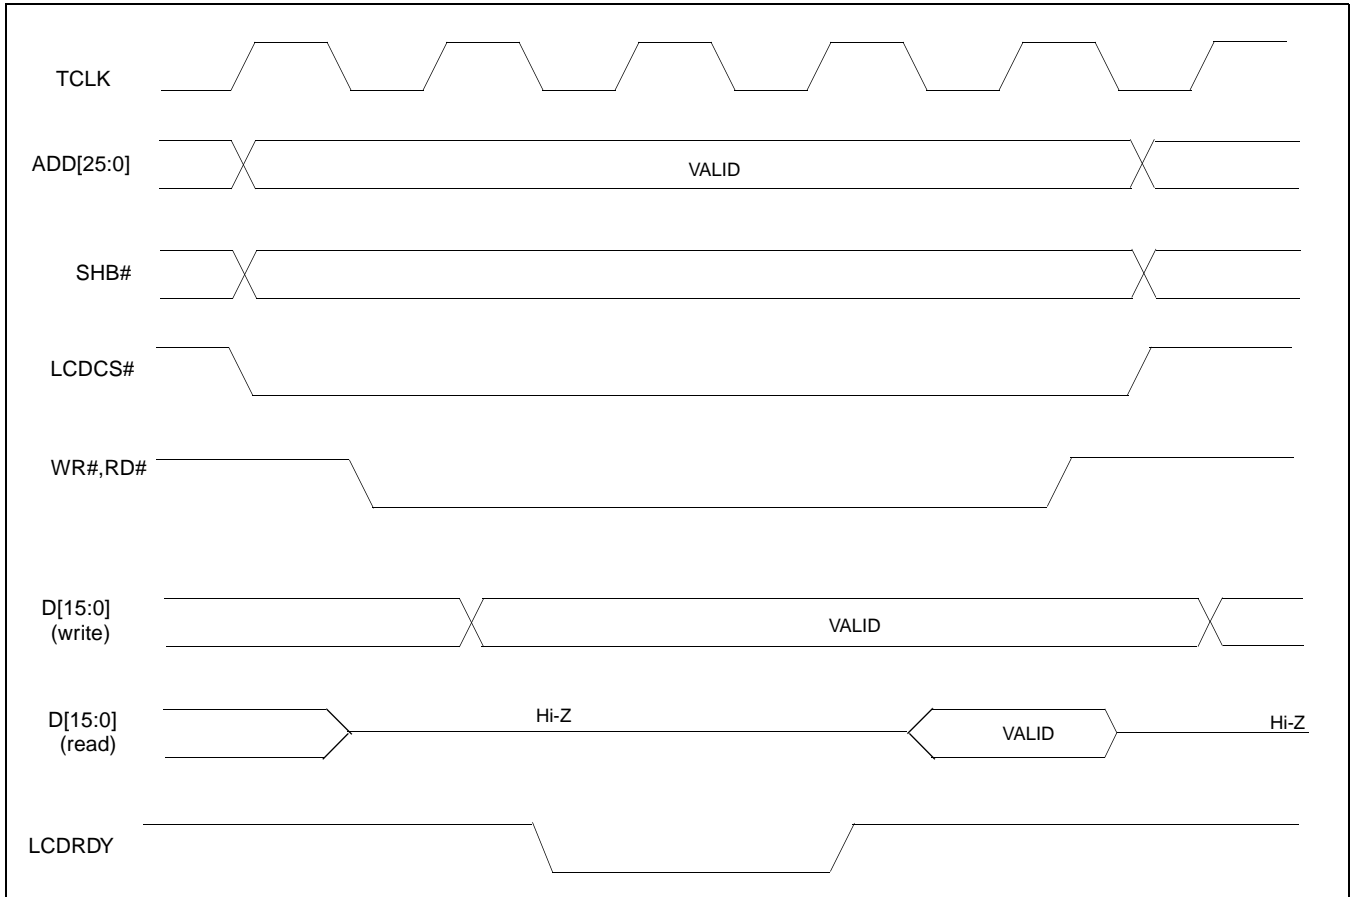 TCLK
ADD[25:0]
VALID
SHB#
LCDCS#
WR#,RD#
D[15:0]
(write)
VALID
D[15:0]
(read)
Hi-Z
VALID
Hi-Z
LCDRDY